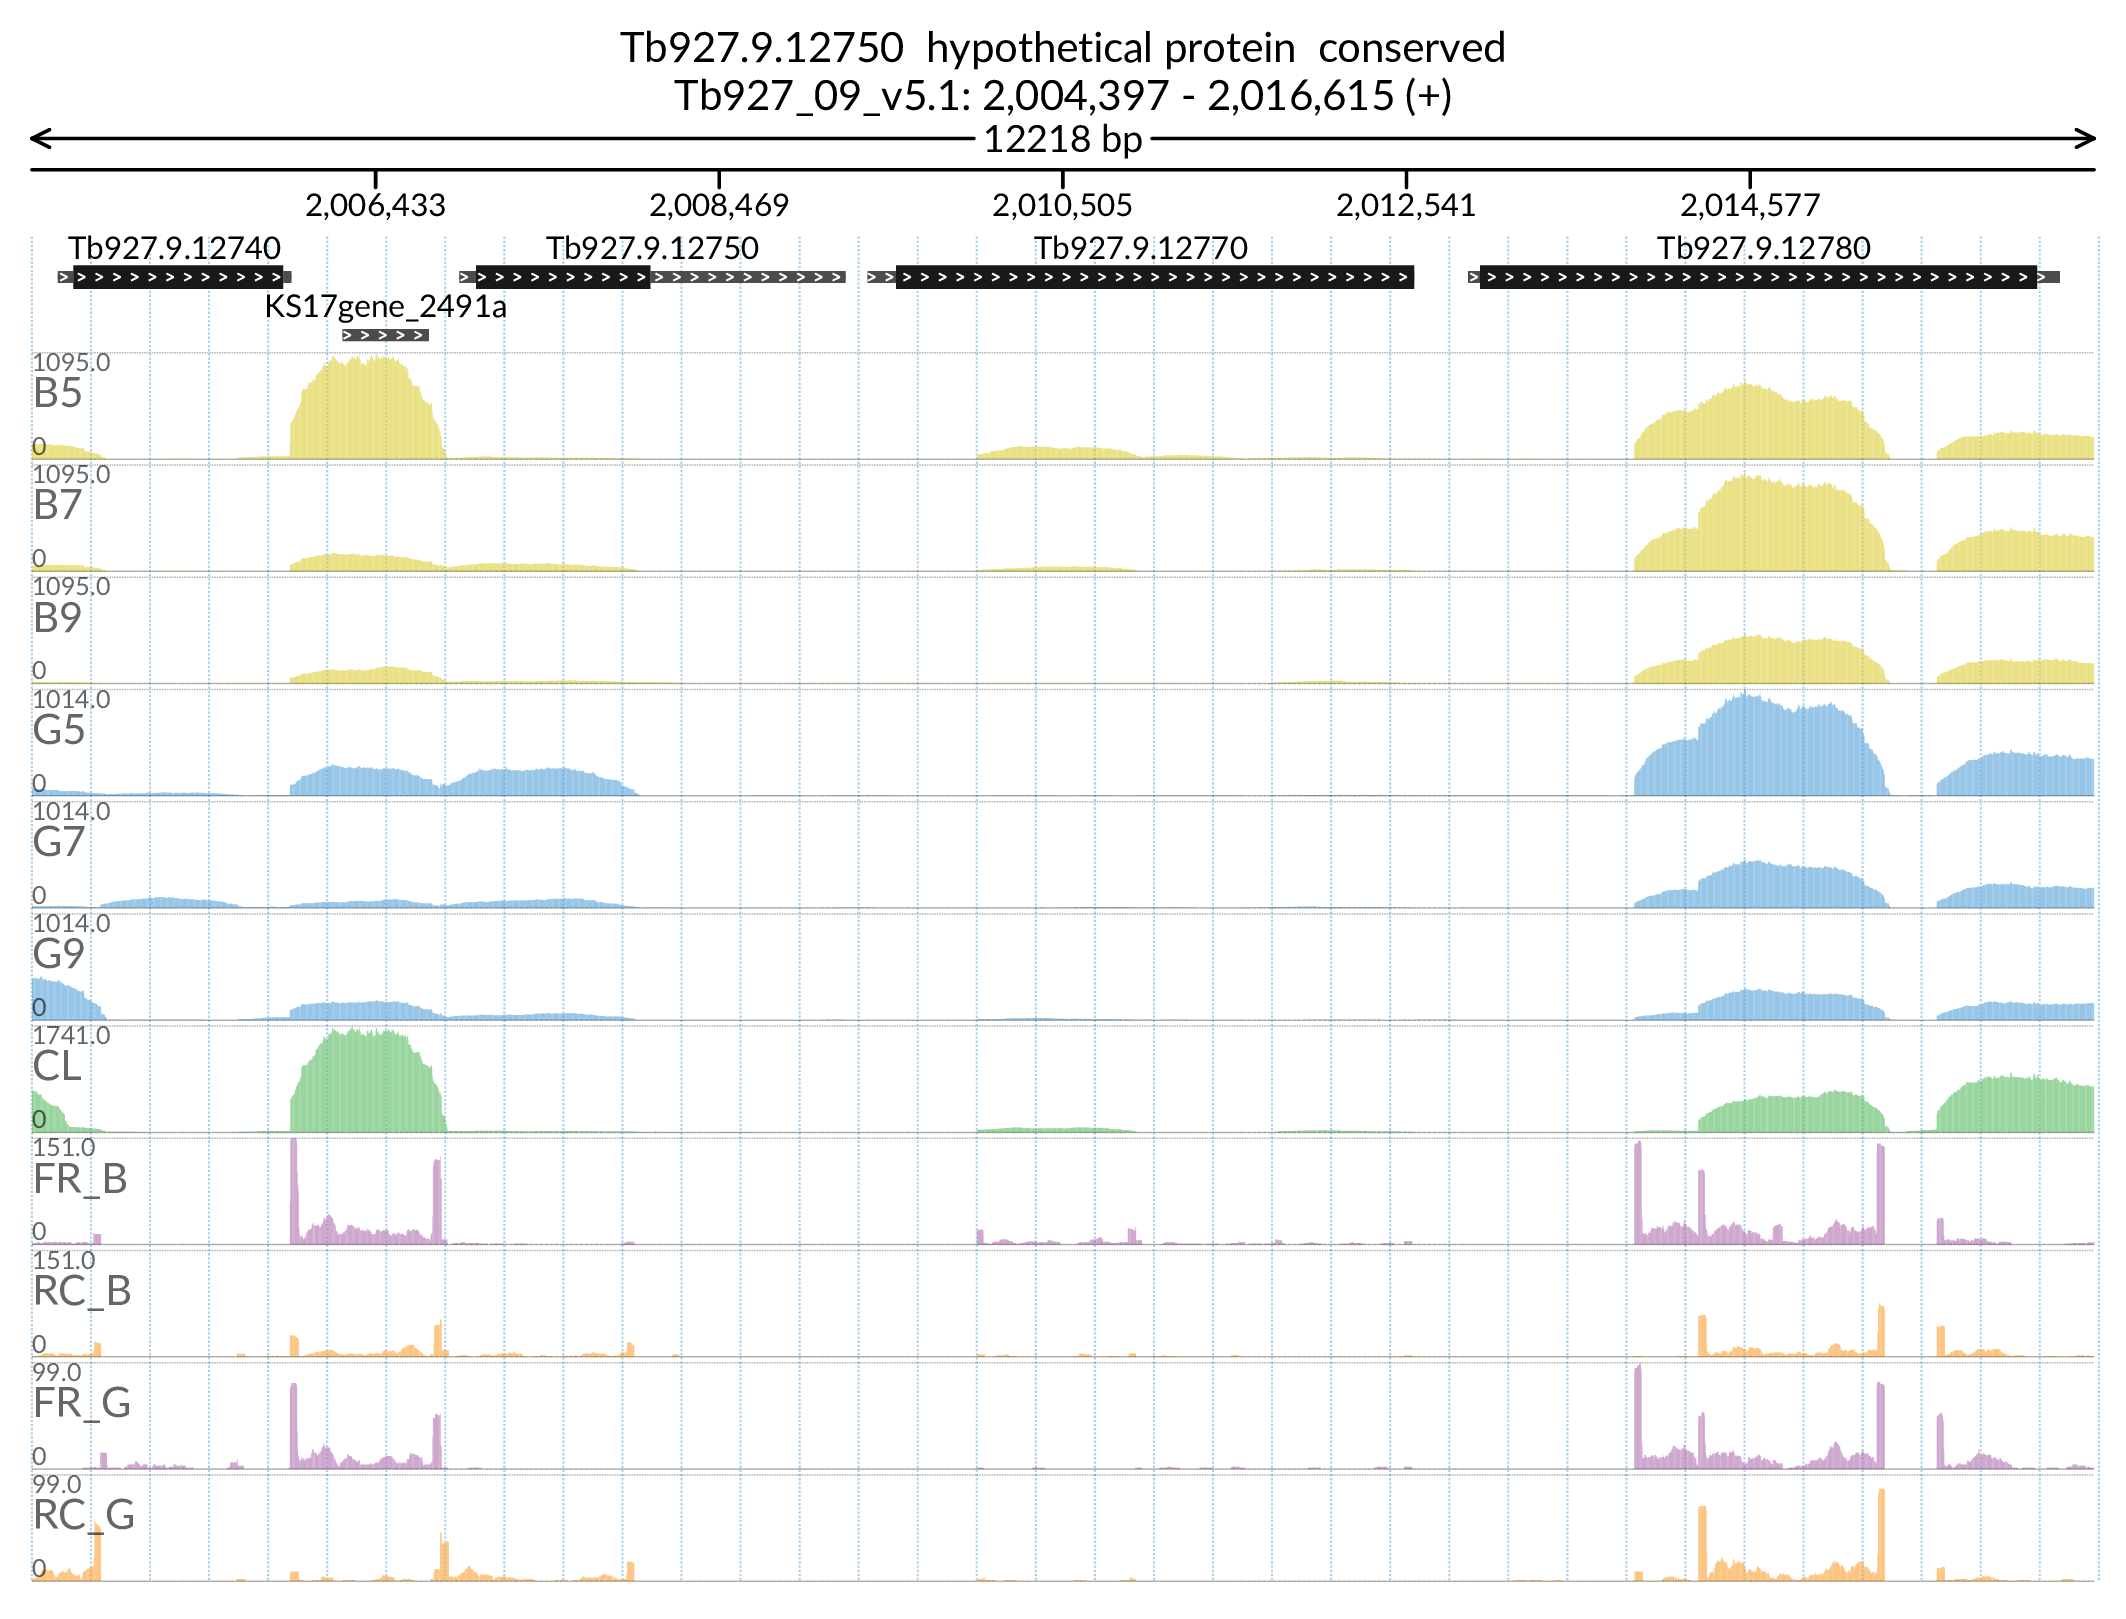 Tb927.9.12750  hypothetical protein  conserved
Tb927_09_v5.1: 2,004,397 - 2,016,615 (+)
12218 bp
2,006,433 2,008,469 2,010,505 2,012,541 2,014,577
Tb927.9.12740 Tb927.9.12750 Tb927.9.12770 Tb927.9.12780
KS17gene_2491a
1095.0
B5
0
1095.0
B7
0
1095.0
B9
0
1014.0
G5
0
1014.0
G7
0
1014.0
G9
0
1741.0
CL
0
151.0
FR_B
0
151.0
RC_B
0
99.0
FR_G
0
99.0
RC_G
0